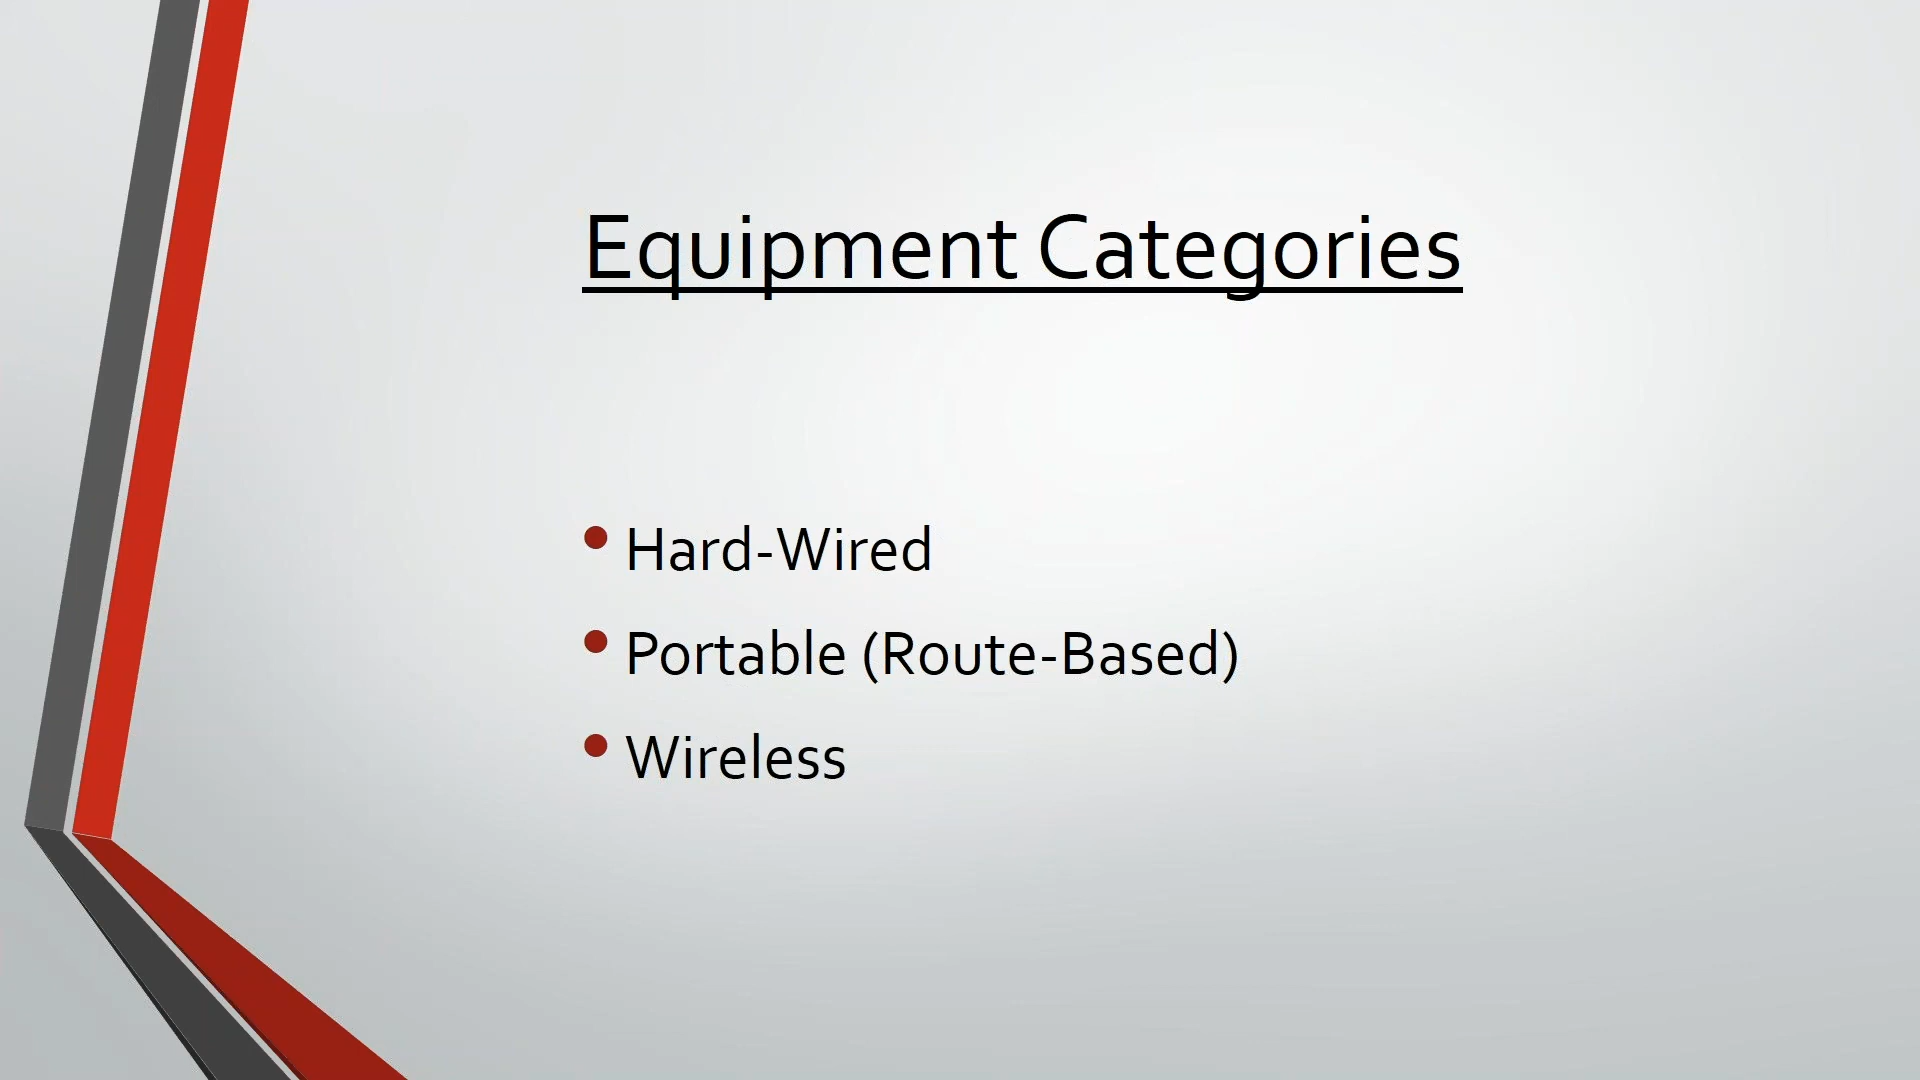 Equipment Categories
• Hard-Wired
• Portable (Route-Based)
• Wireless